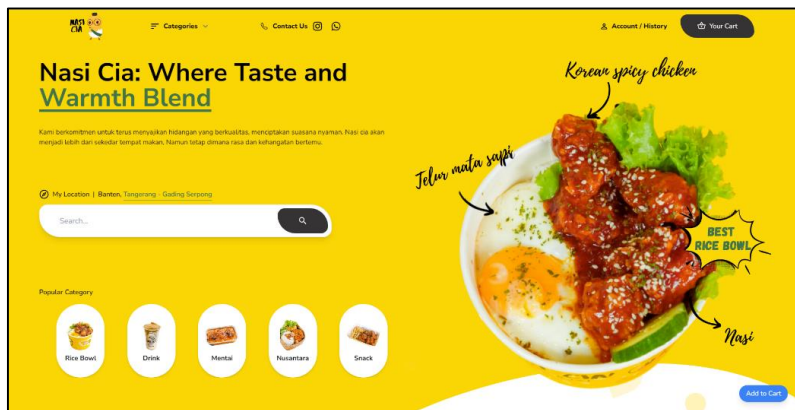 NASI
CIA
Categories
Contact Us
Account / History
Your Cart
Nasi Cia: Where Taste and
Warmth Blend
Kami berkomitmen untuk terus menyajikan hidangan yang berkualitas, menciptakan suasana nyaman. Nasi cia akan
menjadi lebih dari sekedar tempat makan, Namun tetap dimana rasa dan kehangatan bertemu.
My Location | Banten, Tangerang - Gading Serpong
Search...
Popular Category
Rice Bowl
Drink
Mentai
Nusantara
Snack
Korean spicy chicken
Telur mata sapi
BEST
RICE BOWL
Nasi
Add to Cart